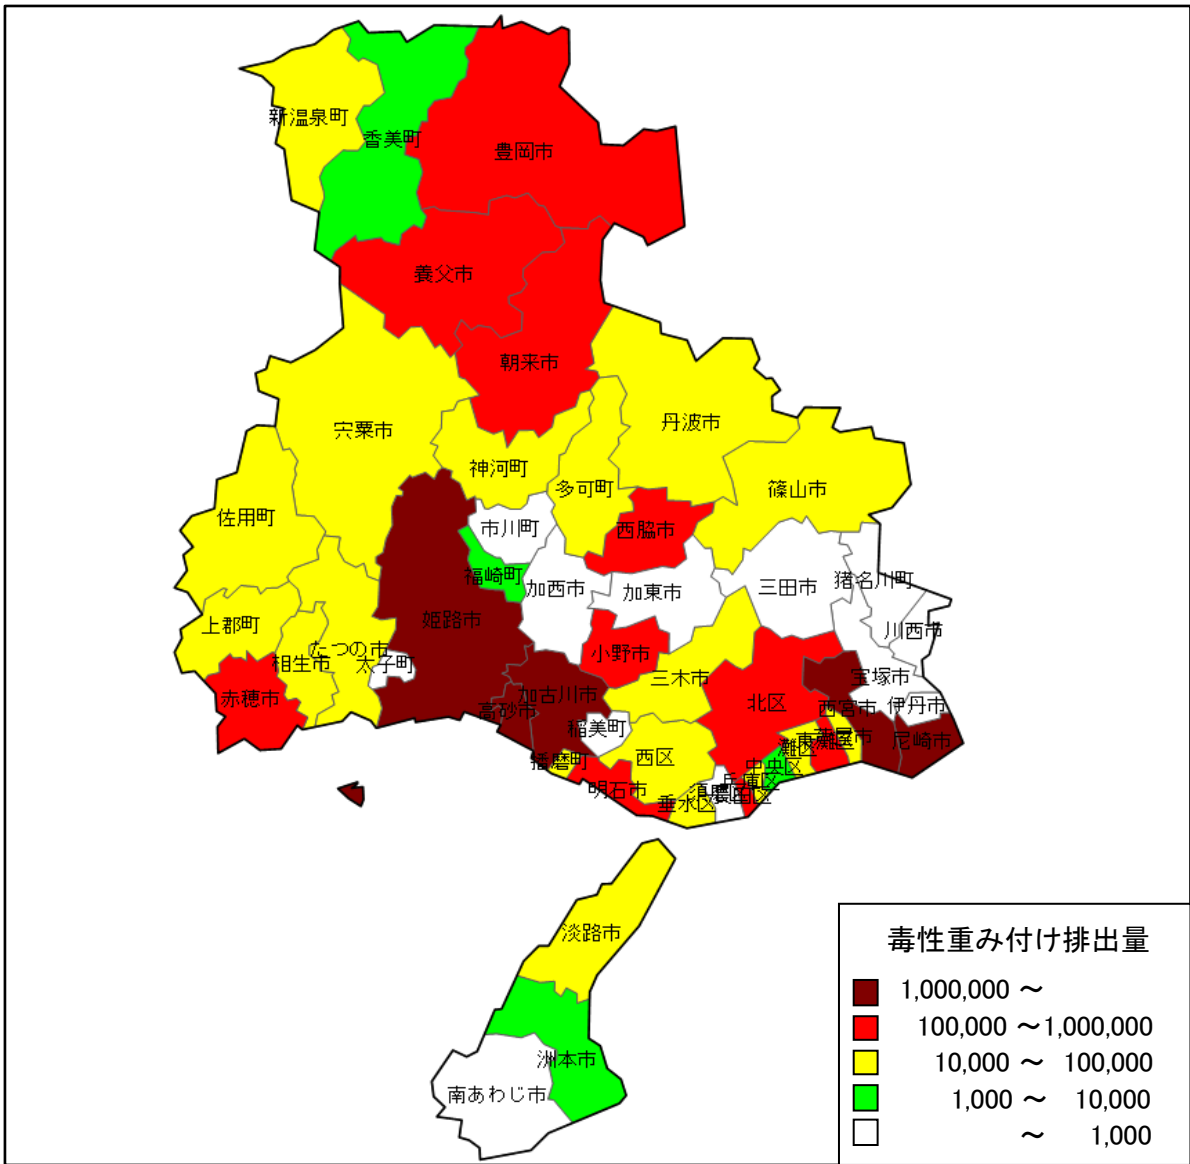 新温泉町
香美町
豊岡市
養父市
朝来市
宍粟市
丹波市
神河町
多可町
篠山市
佐用町
市川町
西脇市
福崎町
加西市
加東市
三田市
猪名川町
姫路市
上郡町
川西市
たつの市
相生市
太子町
小野市
三木市
宝塚市
赤穂市
加古川市
北区
伊丹市
高砂市
西宮市
稲美町
尼崎市
芦屋市
東灘区
灘区
西区
播磨町
中央区
兵庫区
明石市
垂水区
淡路市
洲本市
南あわじ市
毒性重み付け排出量
1,000,000 ～
100,000 ～1,000,000
10,000 ～ 100,000
1,000 ～ 10,000
～ 1,000